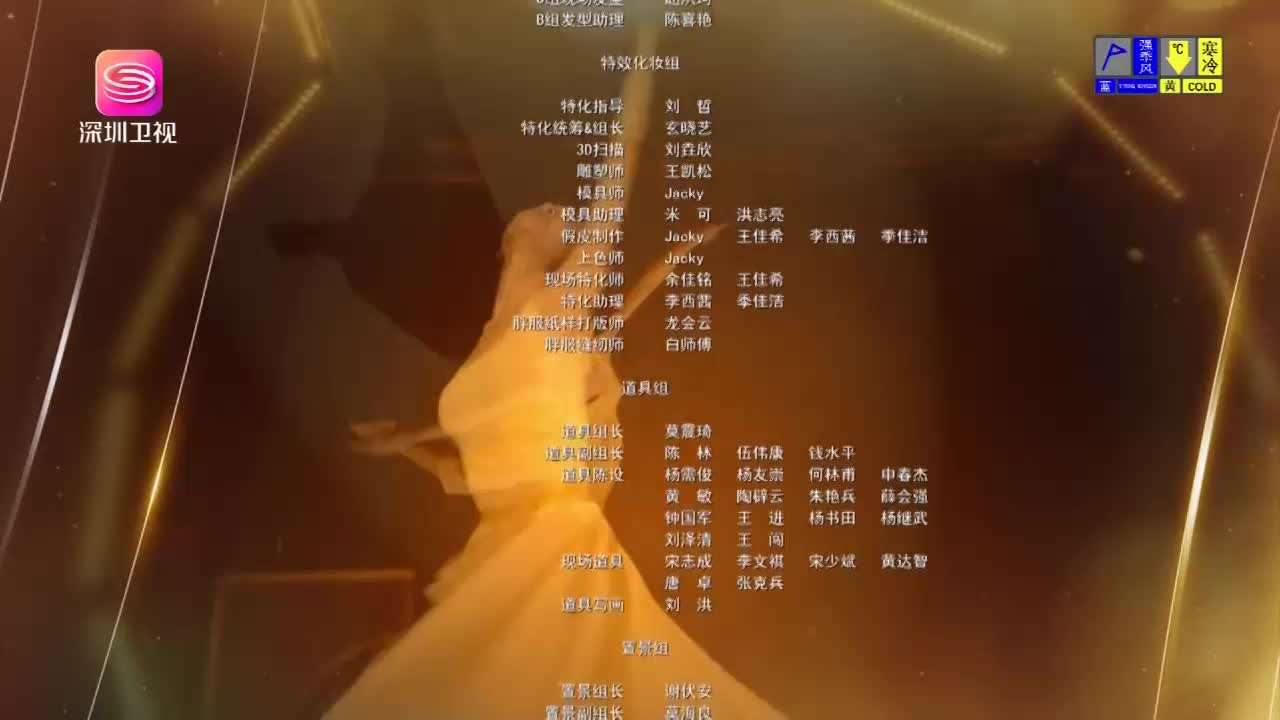 B组发型助理 陈喜艳
特效化妆组
特化指导 刘 哲
特化统筹&组长 玄晓艺
3D扫描 刘垚欣
雕塑师 王凯松
模具师 Jacky
模具助理 米 可 洪志亮
假皮制作 Jacky 王佳希 李西茜 季佳洁
上色师 Jacky
现场特化师 余佳铭 王佳希
特化助理 李西茜 季佳洁
胖服纸样打版师 龙会云
胖服缝纫师 白师傅
道具组
道具组长 莫震琦
道具副组长 陈 林 伍伟康 钱水平
道具陈设 杨需俊 杨友崇 何林甫 申春杰
黄 敏 陶辟云 朱艳兵 薛会强
钟国军 王 进 杨书田 杨继武
刘泽清 王 闯
现场道具 宋志成 李文祺 宋少斌 黄达智
唐 卓 张克兵
道具写画 刘 洪
置景组
置景组长 谢伏安
置景副组长 莫海良
深圳卫视
强季风
℃
寒冷
蓝
黄 COLD